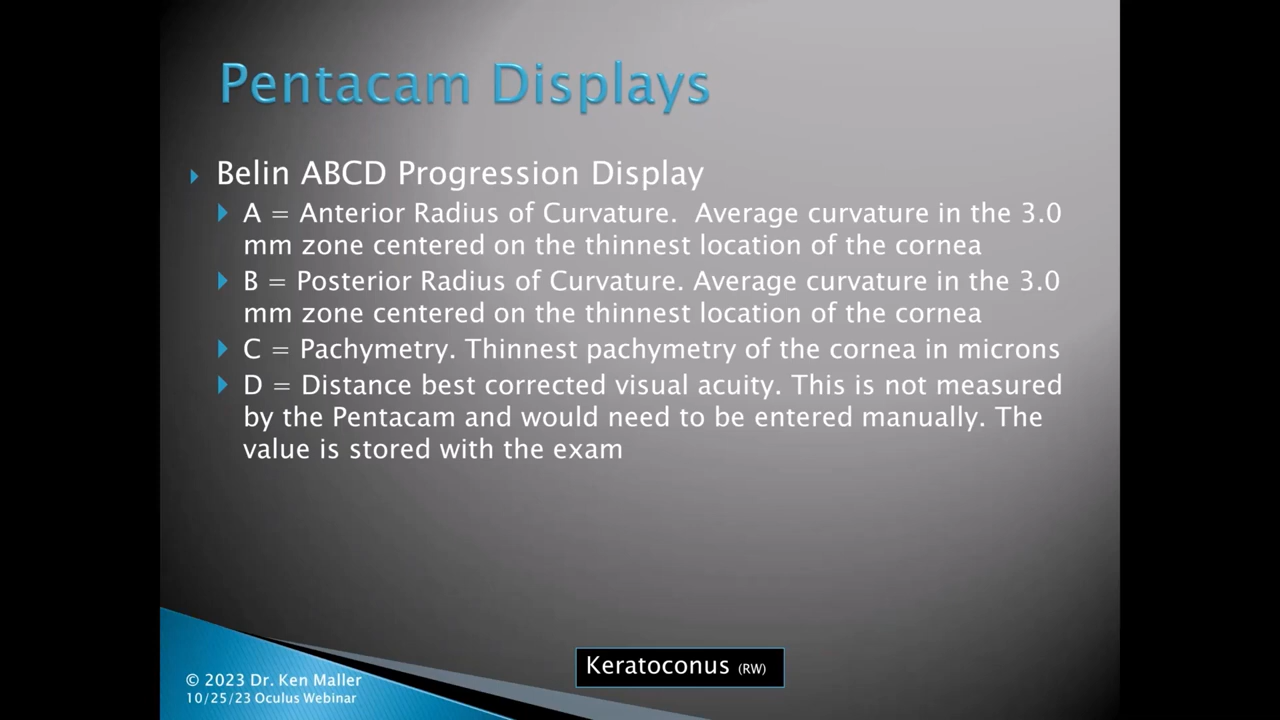 Pentacam Displays
Belin ABCD Progression Display
A = Anterior Radius of Curvature. Average curvature in the 3.0
mm zone centered on the thinnest location of the cornea
B = Posterior Radius of Curvature. Average curvature in the 3.0
mm zone centered on the thinnest location of the cornea
C = Pachymetry. Thinnest pachymetry of the cornea in microns
D = Distance best corrected visual acuity. This is not measured
by the Pentacam and would need to be entered manually. The
value is stored with the exam
Keratoconus (RW)
© 2023 Dr. Ken Maller
10/25/23 Oculus Webinar